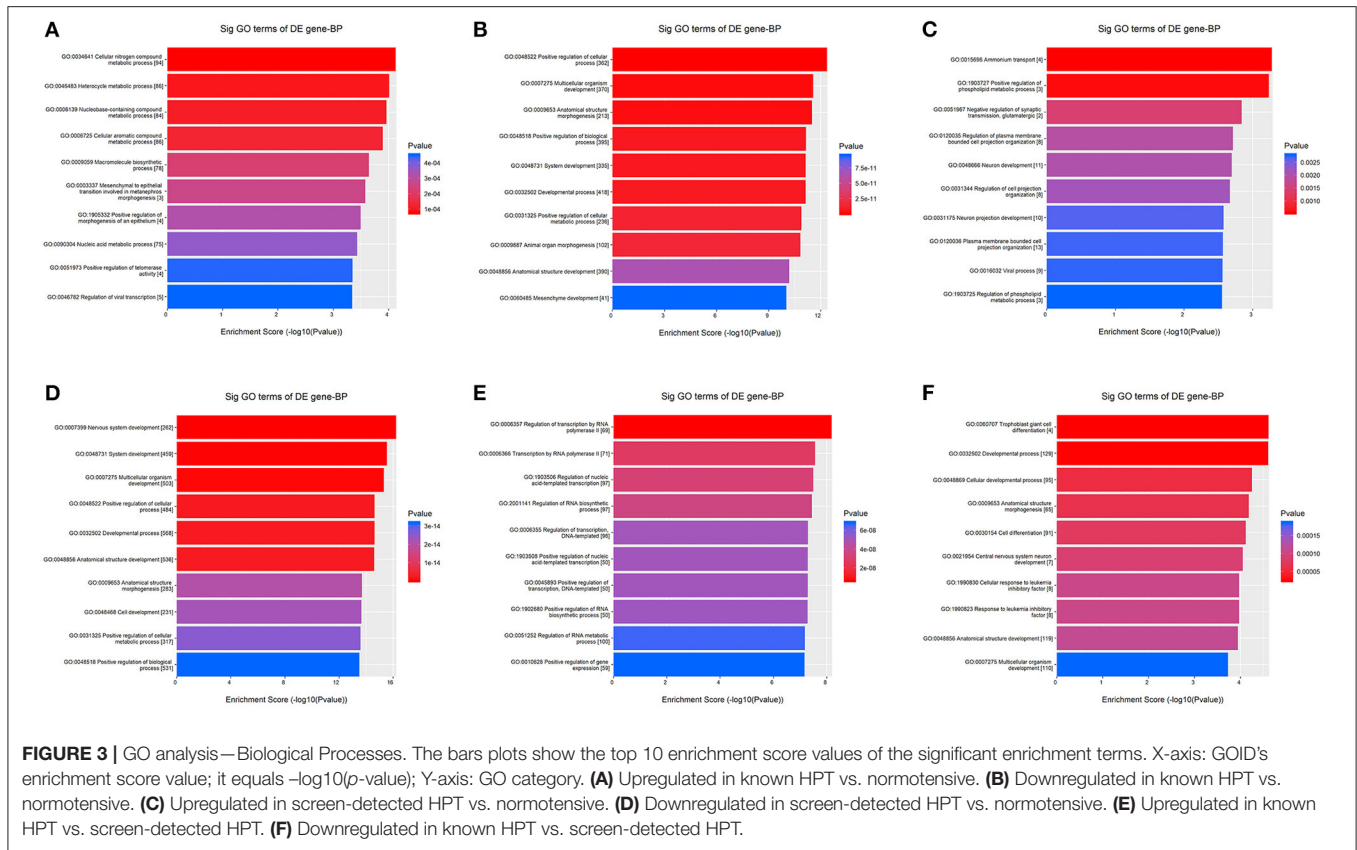 A
Sig GO terms of DE gene-BP
GO:0034641 Cellular nitrogen compound
metabolic process [94]
GO:0046483 Heterocycle metabolic process [86]
GO:0006139 Nucleobase-containing compound
metabolic process [84]
GO:0006725 Cellular aromatic compound
metabolic process [86]
GO:0009059 Macromolecule biosynthetic
process [78]
GO:0003337 Mesenchymal to epithelial
transition involved in metanephros
morphogenesis [3]
GO:1905332 Positive regulation of
morphogenesis of an epithelium [4]
GO:0090304 Nucleic acid metabolic process [75]
GO:0051973 Positive regulation of telomerase
activity [4]
GO:0046782 Regulation of viral transcription [5]
0 1 2 3 4
Enrichment Score (-log10(Pvalue))
Pvalue
4e-04
3e-04
2e-04
1e-04
B
Sig GO terms of DE gene-BP
GO:0048522 Positive regulation of cellular
process [362]
GO:0007275 Multicellular organism
development [370]
GO:0009653 Anatomical structure
morphogenesis [213]
GO:0048518 Positive regulation of biological
process [395]
GO:0048731 System development [335]
GO:0032502 Developmental process [418]
GO:0031325 Positive regulation of cellular
metabolic process [236]
GO:0009887 Animal organ morphogenesis [102]
GO:0048856 Anatomical structure development [390]
GO:0060485 Mesenchyme development [41]
0 3 6 9 12
Enrichment Score (-log10(Pvalue))
Pvalue
7.5e-11
5.0e-11
2.5e-11
C
Sig GO terms of DE gene-BP
GO:0015696 Ammonium transport [4]
GO:1903727 Positive regulation of
phospholipid metabolic process [3]
GO:0051967 Negative regulation of synaptic
transmission, glutamatergic [2]
GO:0120035 Regulation of plasma membrane
bounded cell projection organization [8]
GO:0048666 Neuron development [11]
GO:0031344 Regulation of cell projection
organization [8]
GO:0031175 Neuron projection development [10]
GO:0120036 Plasma membrane bounded cell
projection organization [13]
GO:0016032 Viral process [9]
GO:1903725 Regulation of phospholipid
metabolic process [3]
0 1 2 3
Enrichment Score (-log10(Pvalue))
Pvalue
0.0025
0.0020
0.0015
0.0010
D
Sig GO terms of DE gene-BP
GO:0007399 Nervous system development [262]
GO:0048731 System development [459]
GO:0007275 Multicellular organism
development [503]
GO:0048522 Positive regulation of cellular
process [484]
GO:0032502 Developmental process [568]
GO:0048856 Anatomical structure development [536]
GO:0009653 Anatomical structure
morphogenesis [283]
GO:0048468 Cell development [231]
GO:0031325 Positive regulation of cellular
metabolic process [317]
GO:0048518 Positive regulation of biological
process [531]
0 4 8 12 16
Enrichment Score (-log10(Pvalue))
Pvalue
3e-14
2e-14
1e-14
E
Sig GO terms of DE gene-BP
GO:0006357 Regulation of transcription by RNA
polymerase II [69]
GO:0006366 Transcription by RNA polymerase II [71]
GO:1903506 Regulation of nucleic
acid-templated transcription [97]
GO:2001141 Regulation of RNA biosynthetic
process [97]
GO:0006355 Regulation of transcription,
DNA-templated [96]
GO:1903508 Positive regulation of nucleic
acid-templated transcription [50]
GO:0045893 Positive regulation of
transcription, DNA-templated [50]
GO:1902680 Positive regulation of RNA
biosynthetic process [50]
GO:0051252 Regulation of RNA metabolic
process [100]
GO:0010628 Positive regulation of gene
expression [59]
0 2 4 6 8
Enrichment Score (-log10(Pvalue))
Pvalue
6e-08
4e-08
2e-08
F
Sig GO terms of DE gene-BP
GO:0060707 Trophoblast giant cell
differentiation [4]
GO:0032502 Developmental process [129]
GO:0048869 Cellular developmental process [95]
GO:0009653 Anatomical structure
morphogenesis [65]
GO:0030154 Cell differentiation [91]
GO:0021954 Central nervous system neuron
development [7]
GO:1990830 Cellular response to leukemia
inhibitory factor [8]
GO:1990823 Response to leukemia inhibitory
factor [8]
GO:0048856 Anatomical structure development [119]
GO:0007275 Multicellular organism
development [110]
0 1 2 3 4
Enrichment Score (-log10(Pvalue))
Pvalue
0.00015
0.00010
0.00005
FIGURE 3 | GO analysis—Biological Processes. The bars plots show the top 10 enrichment score values of the significant enrichment terms. X-axis: GOID's
enrichment score value; it equals –log10(p-value); Y-axis: GO category. (A) Upregulated in known HPT vs. normotensive. (B) Downregulated in known HPT vs.
normotensive. (C) Upregulated in screen-detected HPT vs. normotensive. (D) Downregulated in screen-detected HPT vs. normotensive. (E) Upregulated in known
HPT vs. screen-detected HPT. (F) Downregulated in known HPT vs. screen-detected HPT.